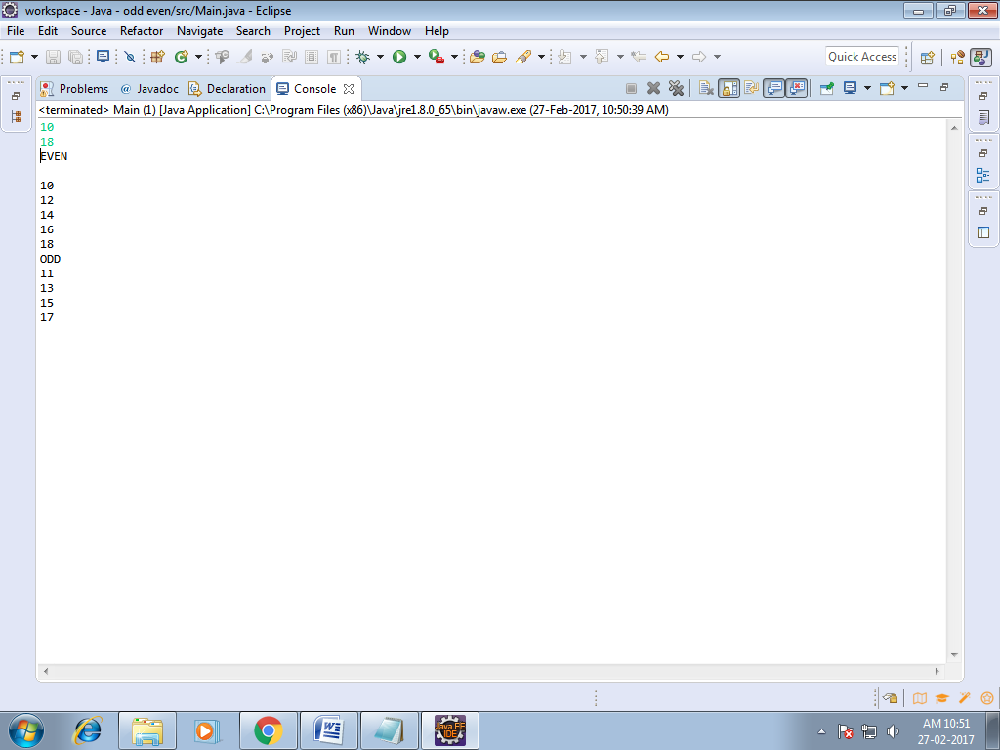 workspace - Java - odd even/src/Main.java - Eclipse
File Edit Source Refactor Navigate Search Project Run Window Help
Quick Access
Problems @ Javadoc Declaration Console
<terminated> Main (1) [Java Application] C:\Program Files (x86)\Java\jre1.8.0_65\bin\javaw.exe (27-Feb-2017, 10:50:39 AM)
10
18
EVEN
10
12
14
16
18
ODD
11
13
15
17
Java EE
IDE
AM 10:51
27-02-2017